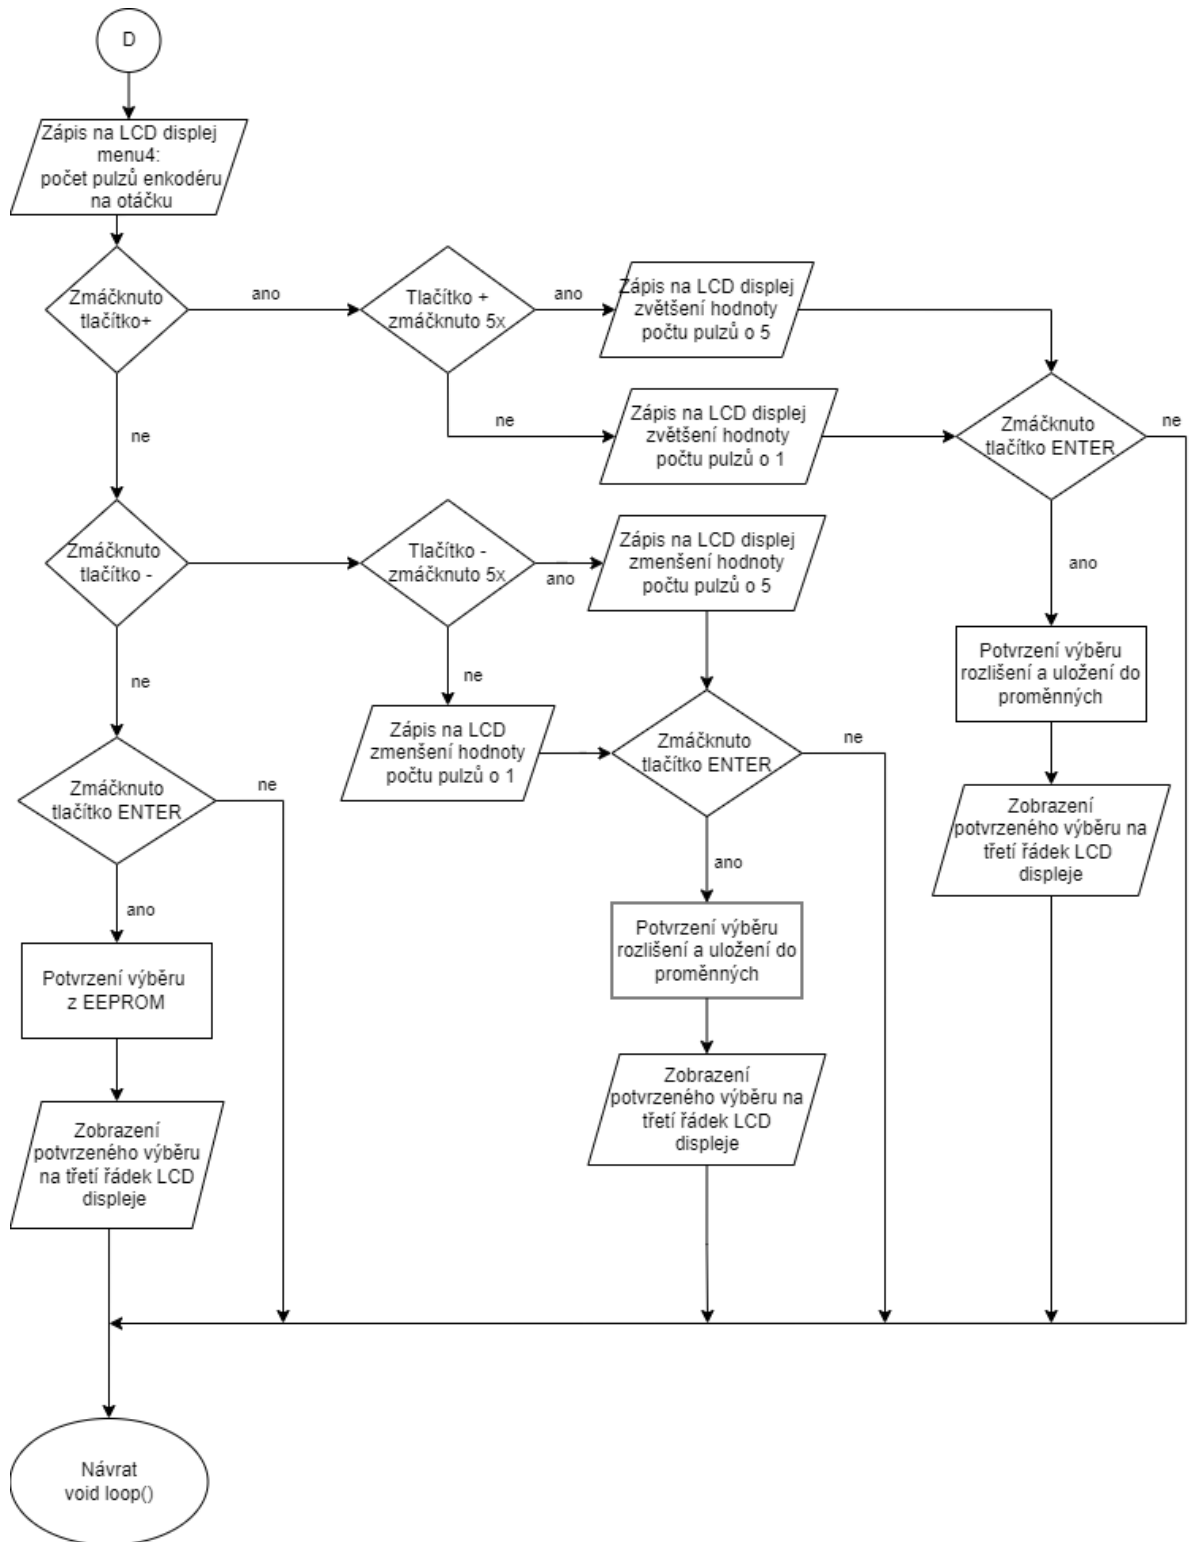 D
Zápis na LCD displej
menu4:
počet pulzů enkodéru
na otáčku
Zmáčknuto
tlačítko+
ano
Tlačítko +
zmáčknuto 5x
ano
Zápis na LCD displej
zvětšení hodnoty
počtu pulzů o 5
ne
ne
Zápis na LCD displej
zvětšení hodnoty
počtu pulzů o 1
Zmáčknuto
tlačítko ENTER
ne
Zmáčknuto
tlačítko -
Tlačítko -
zmáčknuto 5x
ano
Zápis na LCD displej
zmenšení hodnoty
počtu pulzů o 5
ano
ne
ne
Zápis na LCD
zmenšení hodnoty
počtu pulzů o 1
Zmáčknuto
tlačítko ENTER
ne
Potvrzení výběru
rozlišení a uložení do
proměnných
Zmáčknuto
tlačítko ENTER
ne
Zobrazení
potvrzeného výběru na
třetí řádek LCD
displeje
ano
ano
Potvrzení výběru
z EEPROM
Potvrzení výběru
rozlišení a uložení do
proměnných
Zobrazení
potvrzeného výběru
na třetí řádek LCD
displeje
Zobrazení
potvrzeného výběru na
třetí řádek LCD
displeje
Návrat
void loop()